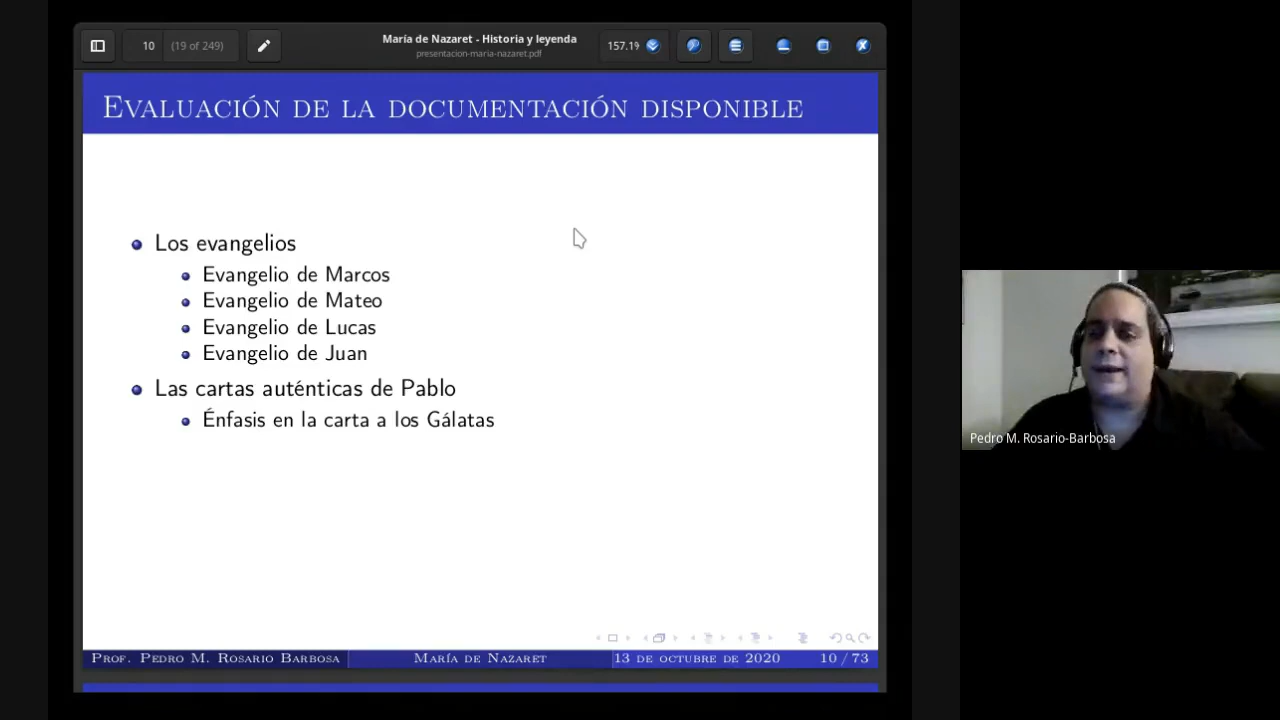 10 (19 of 249)
María de Nazaret - Historia y leyenda
presentacion-maria-nazaret.pdf
157.1%
Evaluación de la documentación disponible
Los evangelios
Evangelio de Marcos
Evangelio de Mateo
Evangelio de Lucas
Evangelio de Juan
Las cartas auténticas de Pablo
Énfasis en la carta a los Gálatas
Prof. Pedro M. Rosario Barbosa
María de Nazaret
13 de octubre de 2020
10 / 73
Pedro M. Rosario-Barbosa